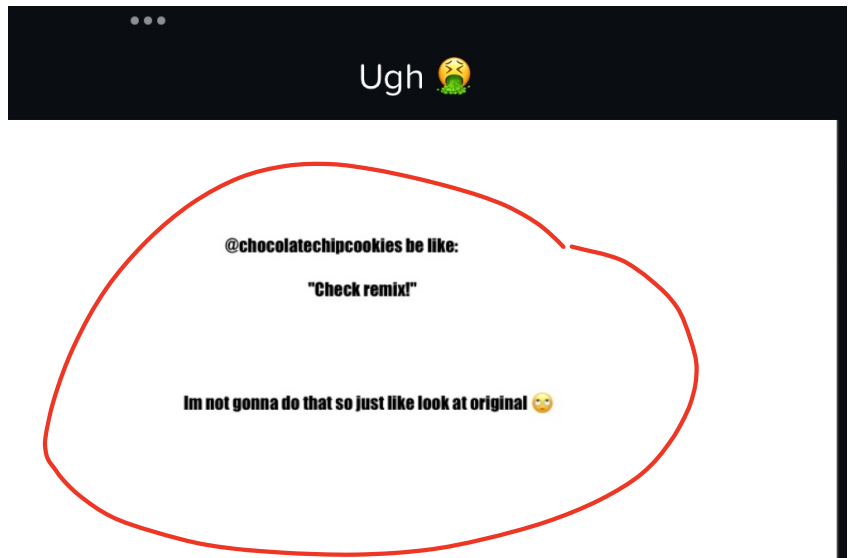 Ugh 🤮
@chocolatechipcookies be like:
"Check remix!"
Im not gonna do that so just like look at original 🙄